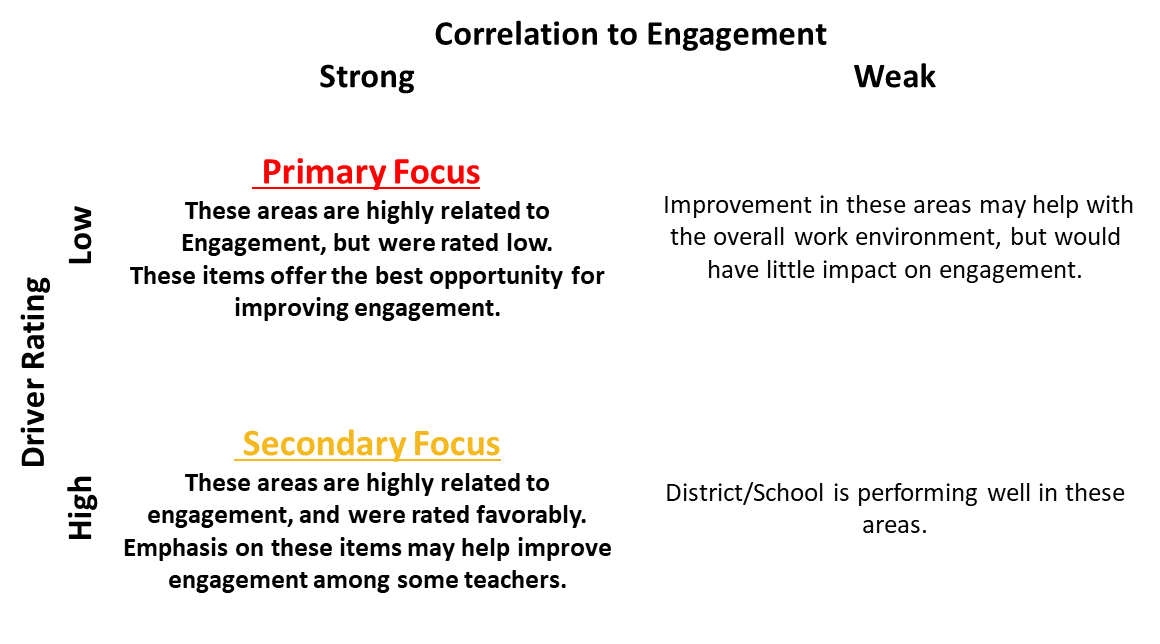 Correlation to Engagement
Strong
Weak
Driver Rating
Low
Primary Focus
These areas are highly related to
Engagement, but were rated low.
These items offer the best opportunity for
improving engagement.
Improvement in these areas may help with
the overall work environment, but would
have little impact on engagement.
High
Secondary Focus
These areas are highly related to
engagement, and were rated favorably.
Emphasis on these items may help improve
engagement among some teachers.
District/School is performing well in these
areas.